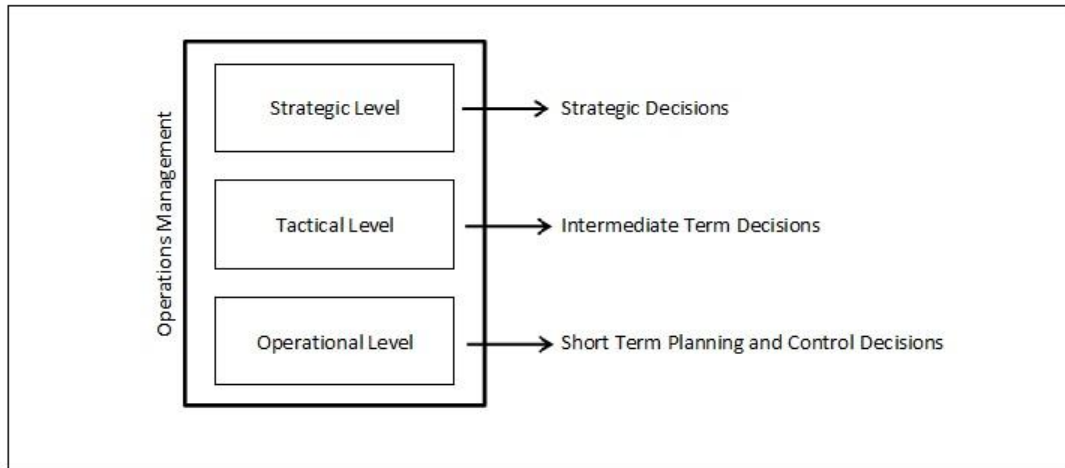 Operations Management
Strategic Level
Strategic Decisions
Tactical Level
Intermediate Term Decisions
Operational Level
Short Term Planning and Control Decisions